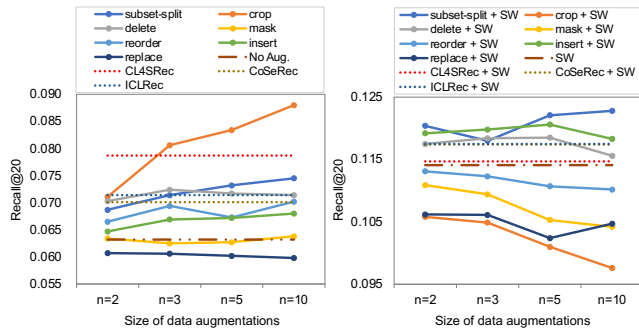 subset-split crop
delete mask
reorder insert
replace No Aug.
CL4SRec CoSeRec
ICLRec
0.090
0.085
0.080
0.075
0.070
0.065
0.060
0.055
Recall@20
n=2 n=3 n=5 n=10
Size of data augmentations
subset-split + SW crop + SW
delete + SW mask + SW
reorder + SW insert + SW
replace + SW SW
CL4SRec + SW CoSeRec + SW
ICLRec + SW
0.125
0.115
0.105
0.095
Recall@20
n=2 n=3 n=5 n=10
Size of data augmentations